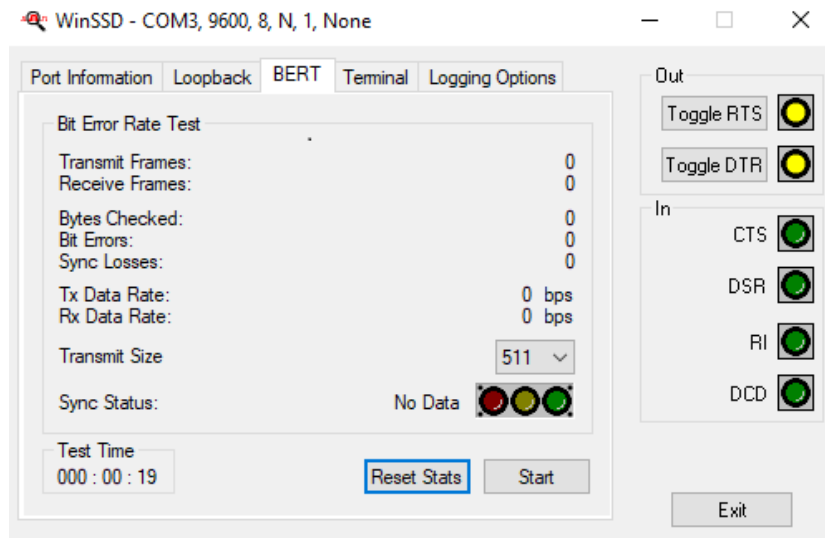 WinSSD - COM3, 9600, 8, N, 1, None
Port Information Loopback BERT Terminal Logging Options
Bit Error Rate Test
Transmit Frames: 0
Receive Frames: 0
Bytes Checked: 0
Bit Errors: 0
Sync Losses: 0
Tx Data Rate: 0 bps
Rx Data Rate: 0 bps
Transmit Size 511
Sync Status: No Data
Test Time
000 : 00 : 19
Reset Stats Start
Out
Toggle RTS
Toggle DTR
In
CTS
DSR
RI
DCD
Exit